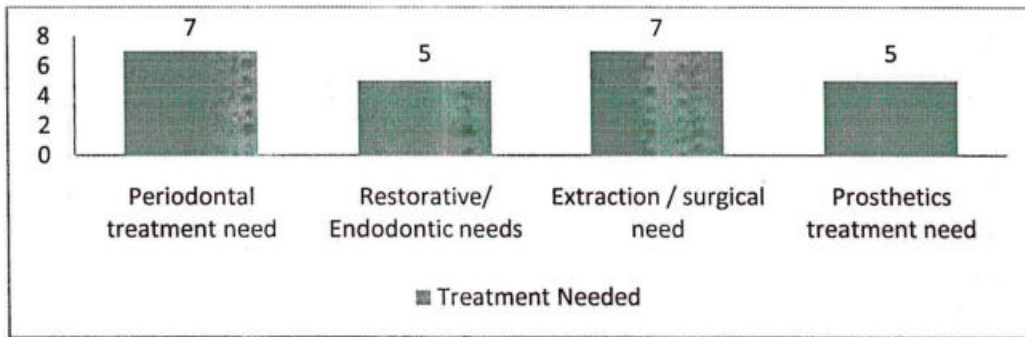 8
6
4
2
0
7
5
7
5
Periodontal
treatment need
Restorative/
Endodontic needs
Extraction / surgical
need
Prosthetics
treatment need
Treatment Needed